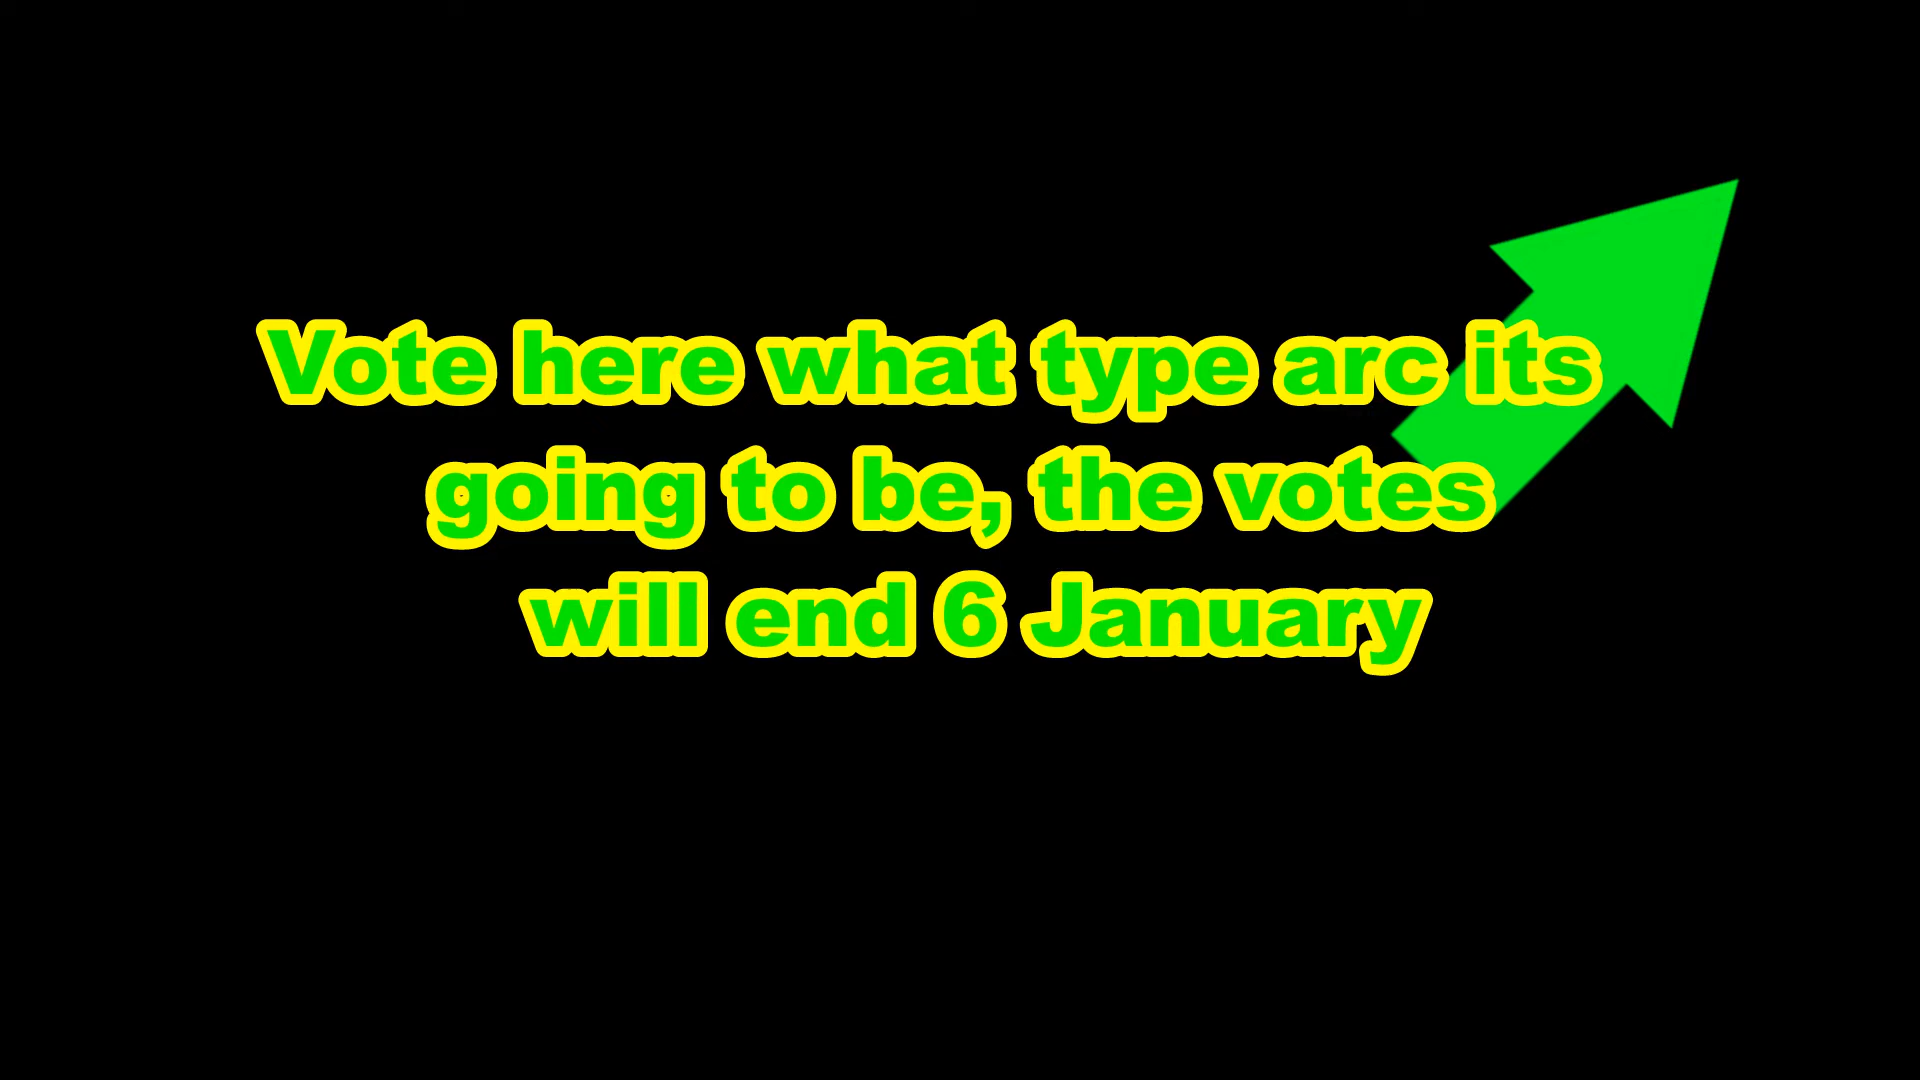 Vote here what type arc its
going to be, the votes
will end 6 January